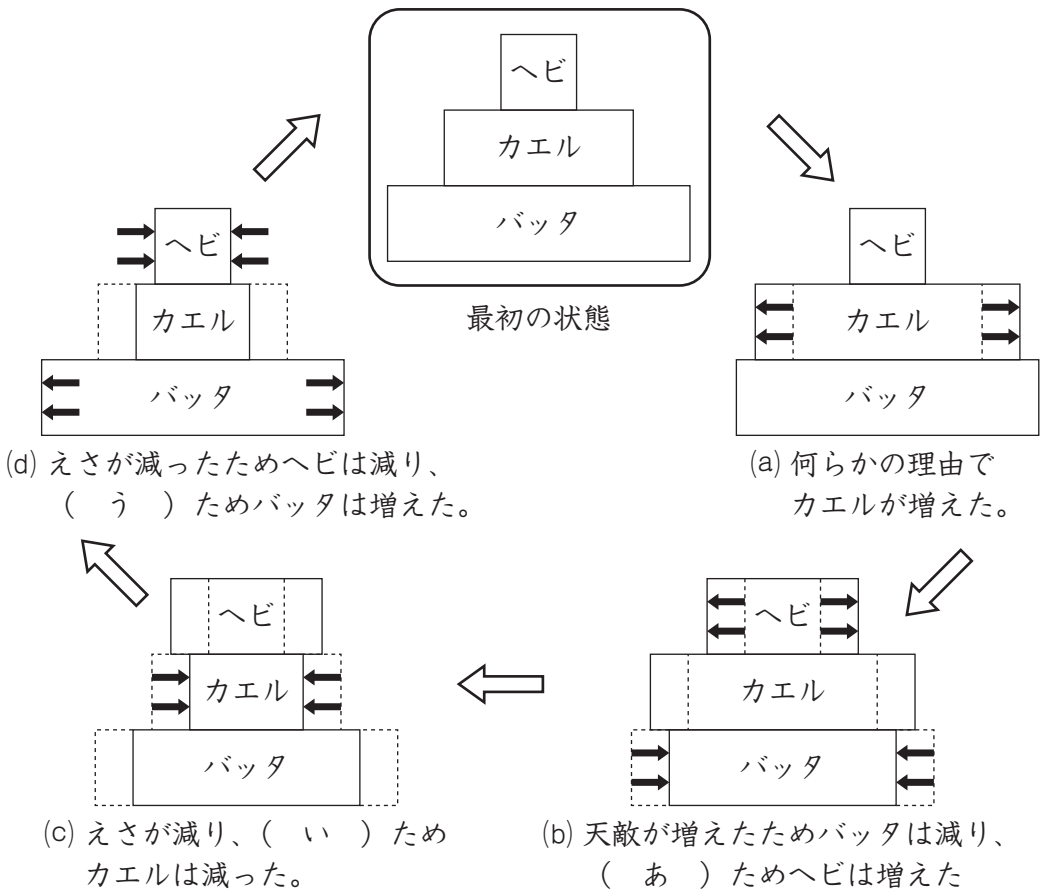 ヘビ
カエル
バッタ
最初の状態
ヘビ
カエル
バッタ
(a) 何らかの理由で
カエルが増えた。
ヘビ
カエル
バッタ
(b) 天敵が増えたためバッタは減り、
( あ )ためヘビは増えた
ヘビ
カエル
バッタ
(c) えさが減り、( い )ため
カエルは減った。
ヘビ
カエル
バッタ
(d) えさが減ったためヘビは減り、
( う )ためバッタは増えた。